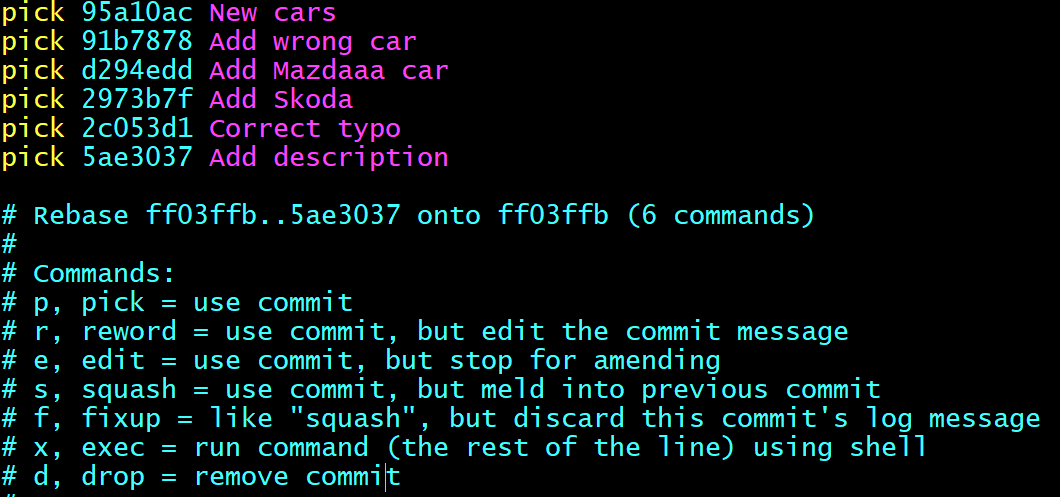 pick 95a10ac New cars
pick 91b7878 Add wrong car
pick d294edd Add Mazdaaa car
pick 2973b7f Add Skoda
pick 2c053d1 Correct typo
pick 5ae3037 Add description
# Rebase ff03ffb..5ae3037 onto ff03ffb (6 commands)
#
# Commands:
# p, pick = use commit
# r, reword = use commit, but edit the commit message
# e, edit = use commit, but stop for amending
# s, squash = use commit, but meld into previous commit
# f, fixup = like "squash", but discard this commit's log message
# x, exec = run command (the rest of the line) using shell
# d, drop = remove commit
#